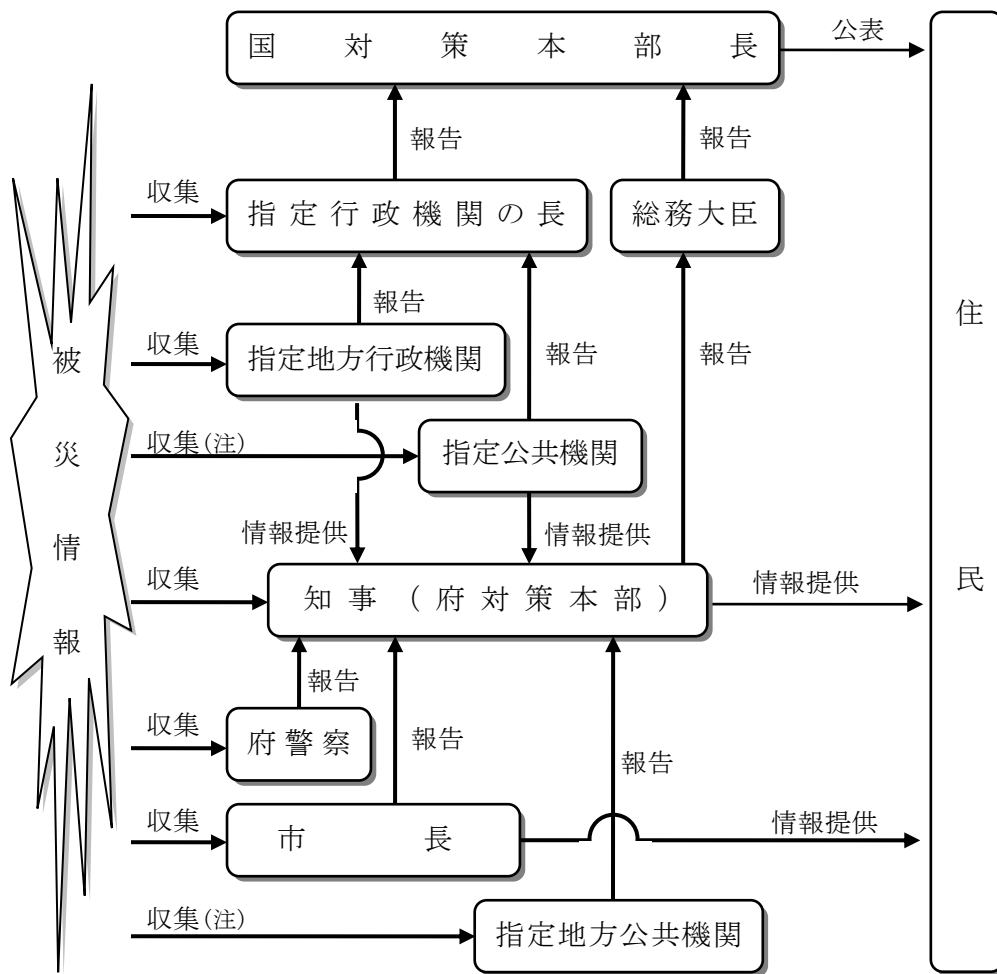 国対策本部長
公表
報告
報告
収集
指定行政機関の長
総務大臣
報告
収集
指定地方行政機関
報告
報告
収集(注)
指定公共機関
情報提供
情報提供
収集
知事(府対策本部)
情報提供
報告
収集
府警察
報告
報告
収集
市長
情報提供
収集(注)
指定地方公共機関
被災情報
住民